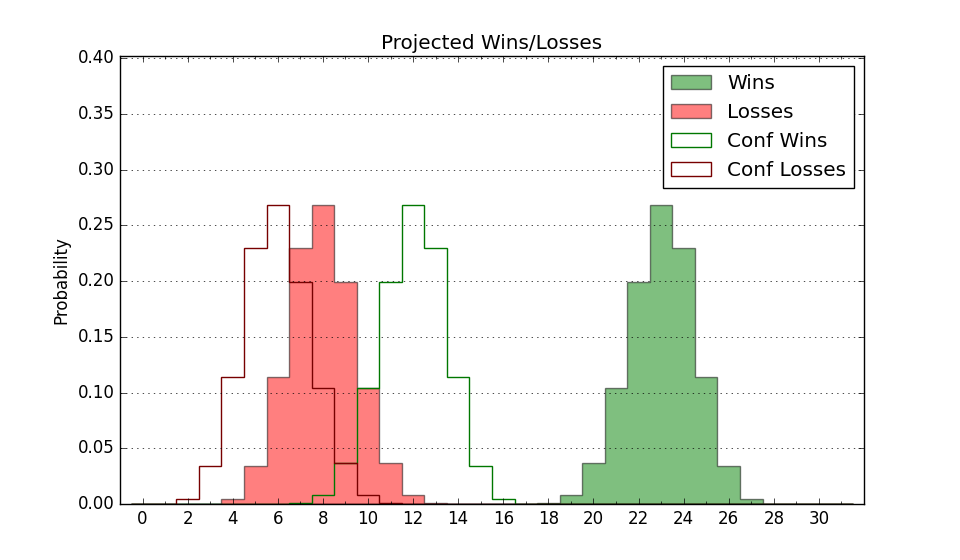 Projected Wins/Losses
0.40
0.35
0.30
0.25
0.20
0.15
0.10
0.05
0.00
Probability
Wins
Losses
Conf Wins
Conf Losses
0 2 4 6 8 10 12 14 16 18 20 22 24 26 28 30